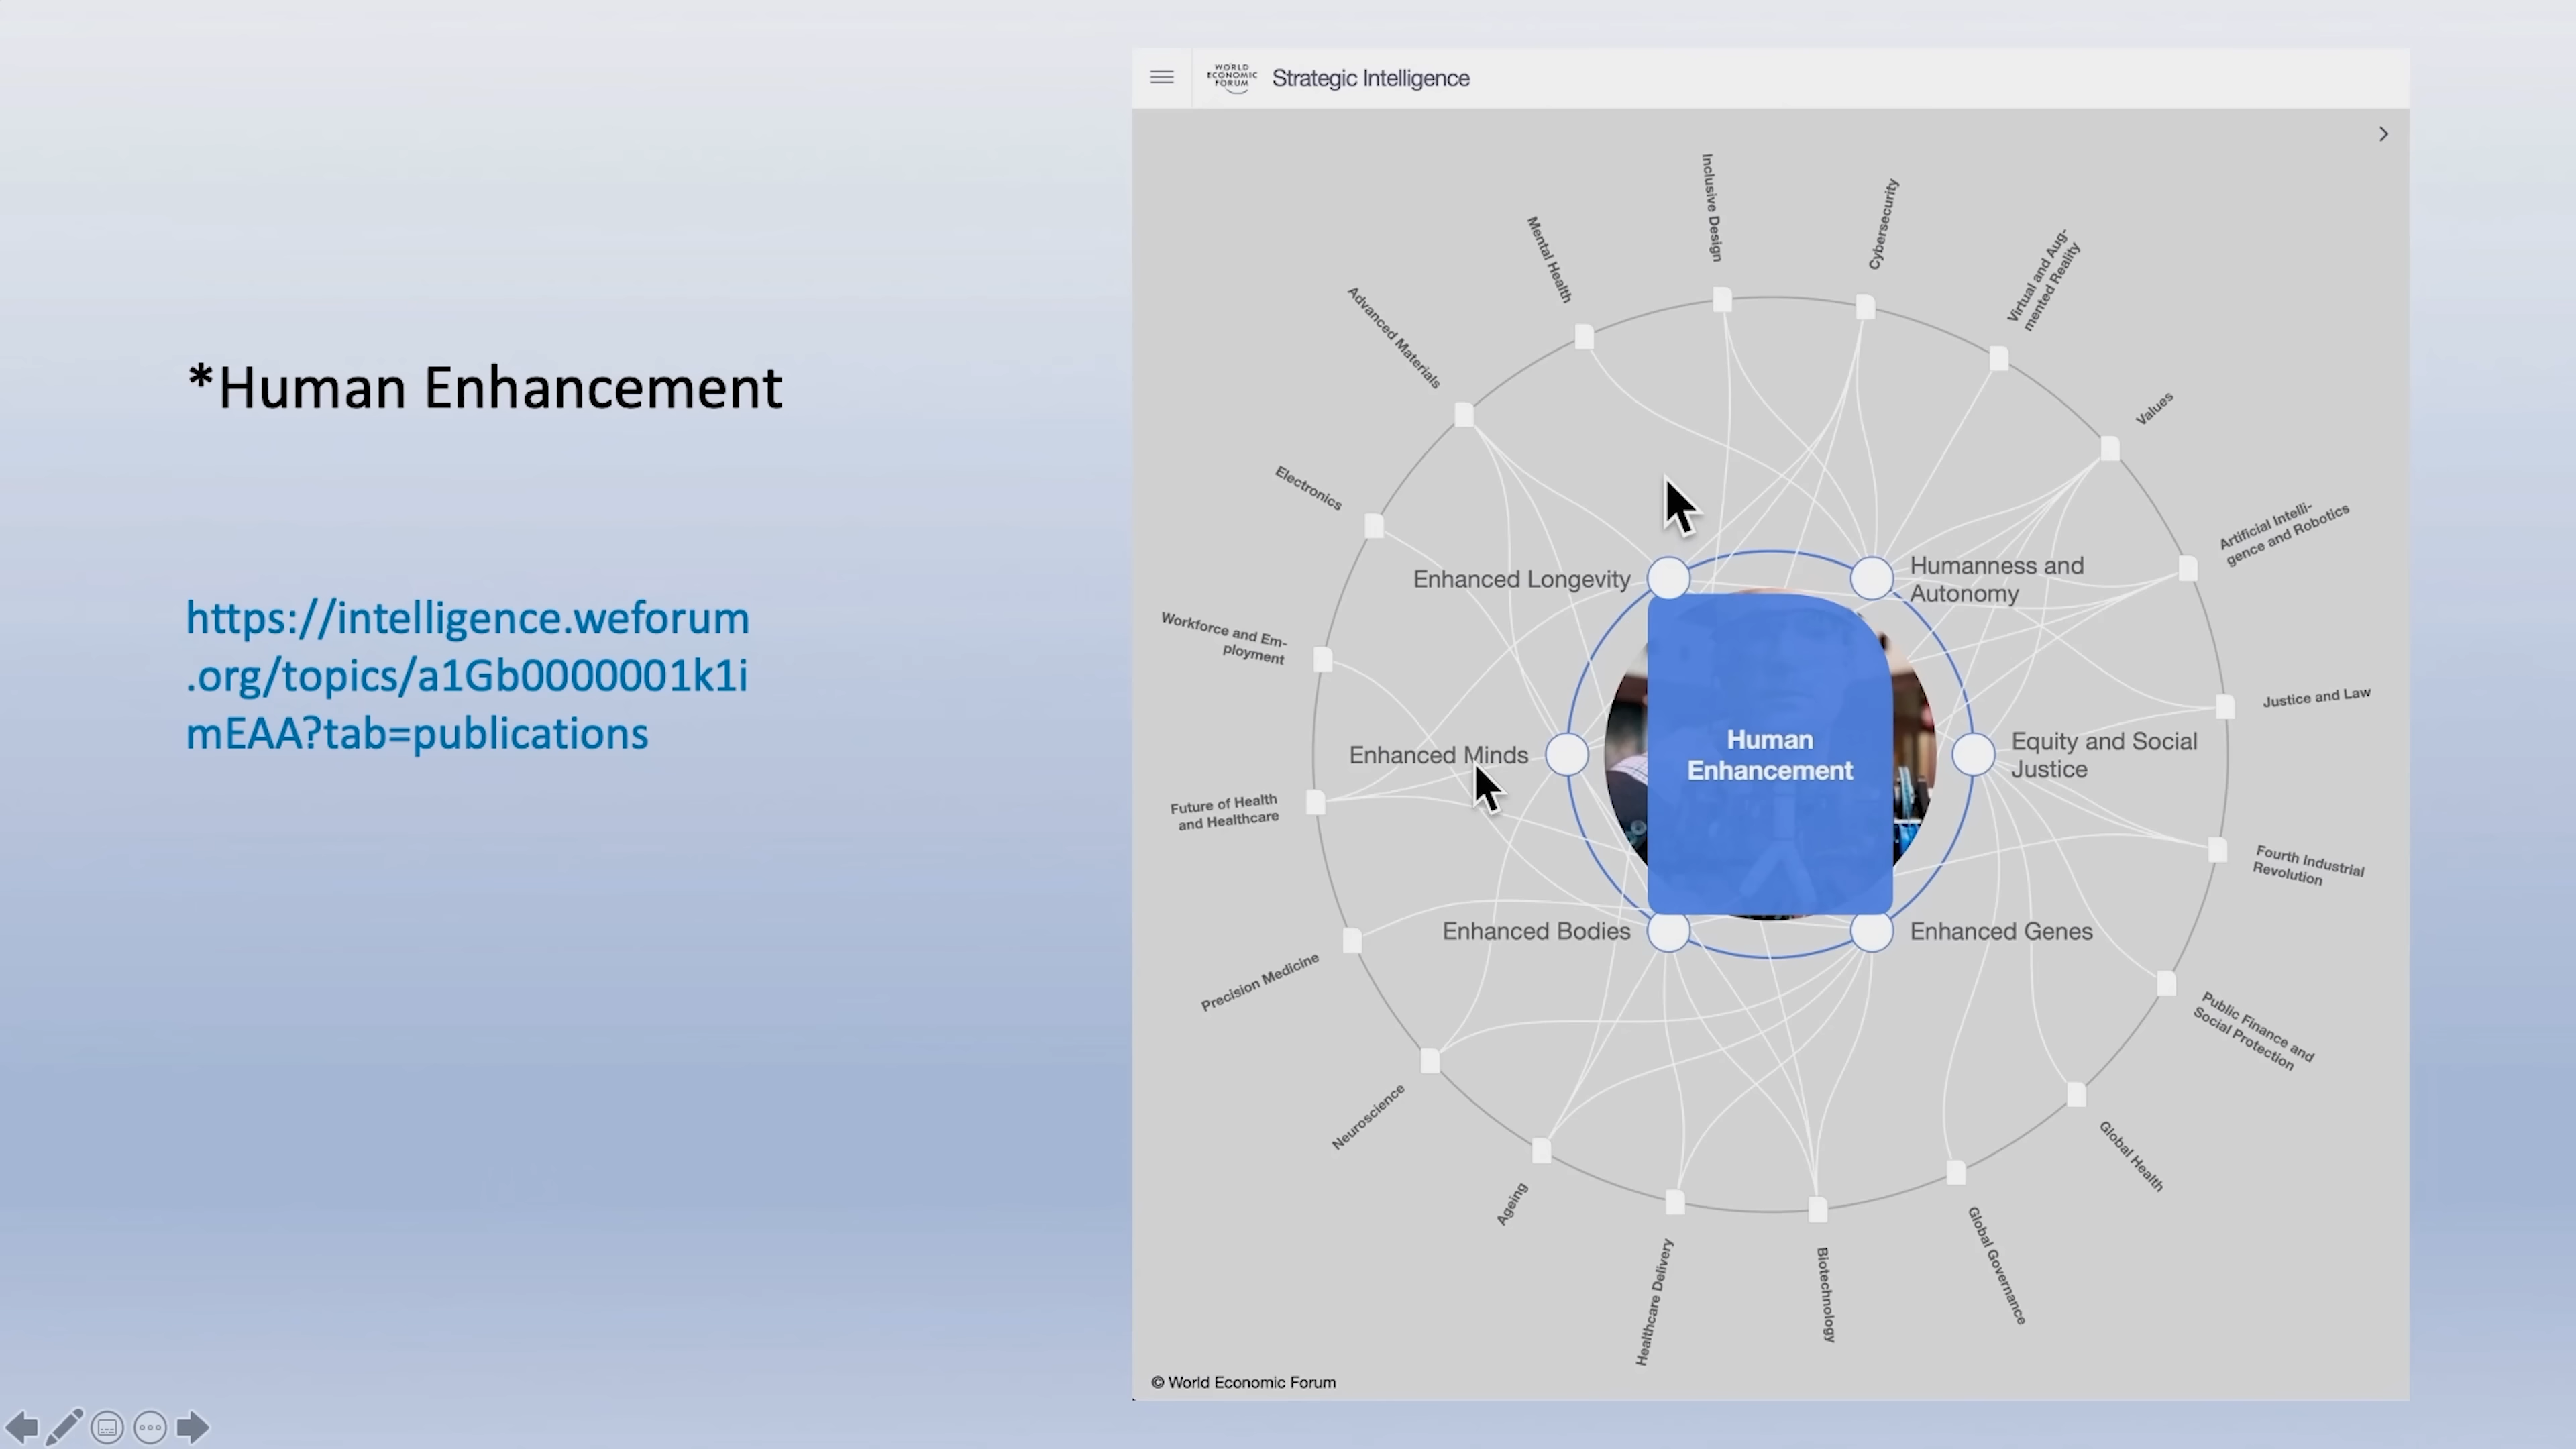 *Human Enhancement
https://intelligence.weforum
.org/topics/a1Gb0000001k1i
mEAA?tab=publications
WORLD
ECONOMIC
FORUM
Strategic Intelligence
Inclusive Design
Cybersecurity
Mental Health
Virtual and Aug-
mented Reality
Advanced Materials
Values
Electronics
Artificial Intelli-
gence and Robotics
Enhanced Longevity
Humanness and
Autonomy
Workforce and Em-
ployment
Justice and Law
Human
Enhancement
Enhanced Minds
Equity and Social
Justice
Future of Health
and Healthcare
Fourth Industrial
Revolution
Enhanced Bodies
Enhanced Genes
Precision Medicine
Public Finance and
Social Protection
Neuroscience
Global Health
Ageing
Global Governance
Healthcare Delivery
Biotechnology
© World Economic Forum